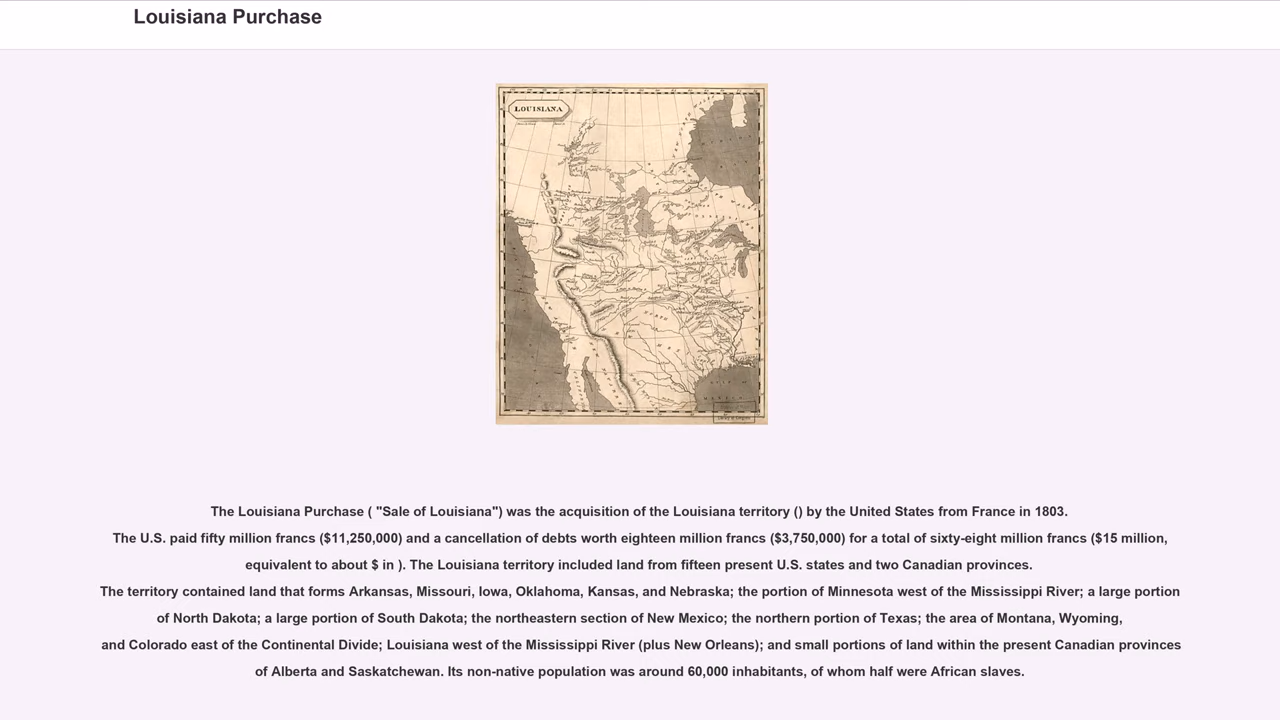 Louisiana Purchase
LOUISIANA
The Louisiana Purchase ( "Sale of Louisiana") was the acquisition of the Louisiana territory () by the United States from France in 1803.
The U.S. paid fifty million francs ($11,250,000) and a cancellation of debts worth eighteen million francs ($3,750,000) for a total of sixty-eight million francs ($15 million,
equivalent to about $ in ). The Louisiana territory included land from fifteen present U.S. states and two Canadian provinces.
The territory contained land that forms Arkansas, Missouri, Iowa, Oklahoma, Kansas, and Nebraska; the portion of Minnesota west of the Mississippi River; a large portion
of North Dakota; a large portion of South Dakota; the northeastern section of New Mexico; the northern portion of Texas; the area of Montana, Wyoming,
and Colorado east of the Continental Divide; Louisiana west of the Mississippi River (plus New Orleans); and small portions of land within the present Canadian provinces
of Alberta and Saskatchewan. Its non-native population was around 60,000 inhabitants, of whom half were African slaves.